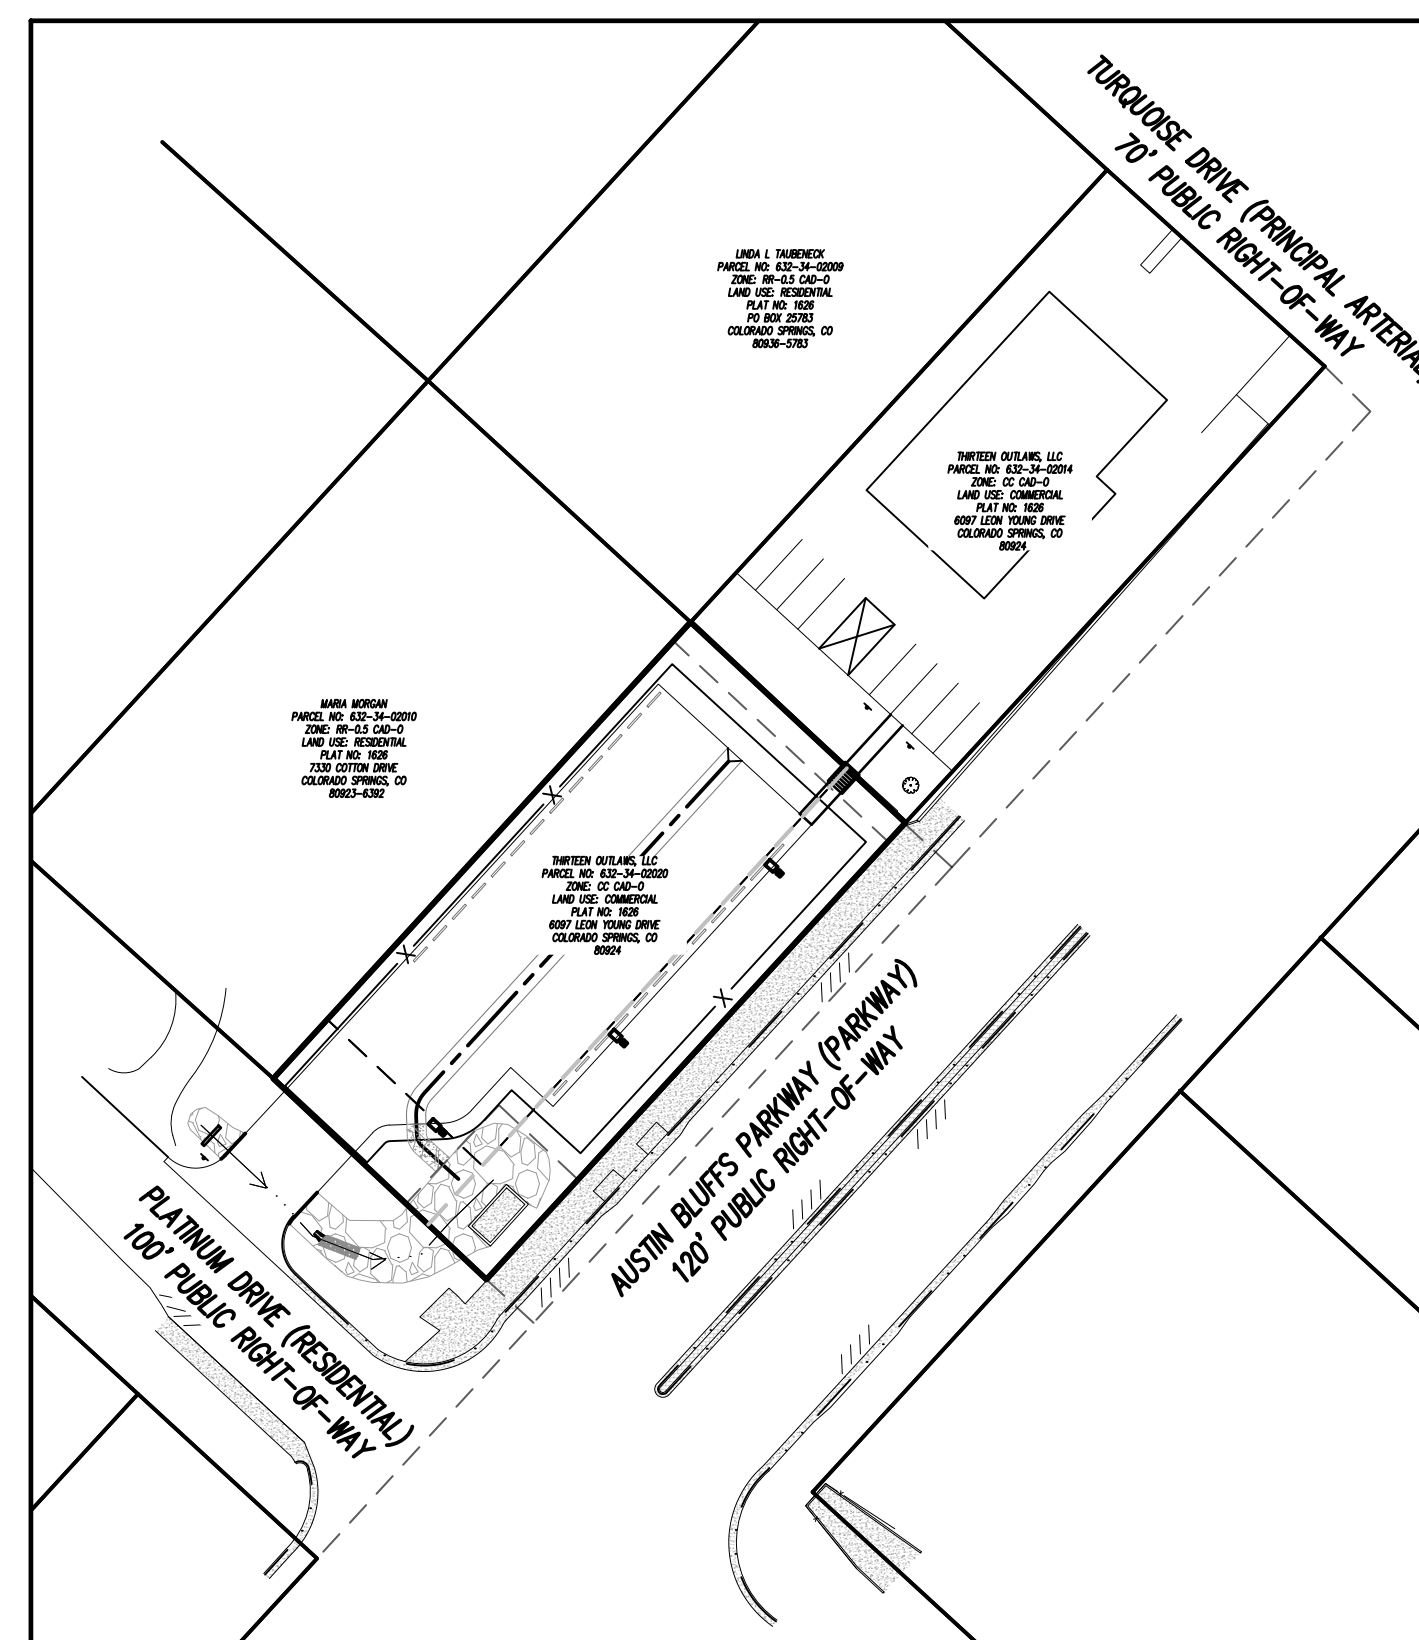 TURQUOISE DRIVE (PRINCIPAL ARTERIAL)
70' PUBLIC RIGHT-OF-WAY
LINDA L TAUBENECK
PARCEL NO: 632-34-02009
ZONE: RR-0.5 CAD-O
LAND USE: RESIDENTIAL
PLAT NO: 1626
PO BOX 25783
COLORADO SPRINGS, CO
80936-5783
THIRTEEN OUTLAWS, LLC
PARCEL NO: 632-34-02014
ZONE: CC CAD-O
LAND USE: COMMERCIAL
PLAT NO: 1626
6097 LEON YOUNG DRIVE
COLORADO SPRINGS, CO
80924
MARIA MORGAN
PARCEL NO: 632-34-02010
ZONE: RR-0.5 CAD-O
LAND USE: RESIDENTIAL
PLAT NO: 1626
7330 COTTON DRIVE
COLORADO SPRINGS, CO
80923-6392
THIRTEEN OUTLAWS, LLC
PARCEL NO: 632-34-02020
ZONE: CC CAD-O
LAND USE: COMMERCIAL
PLAT NO: 1626
6097 LEON YOUNG DRIVE
COLORADO SPRINGS, CO
80924
AUSTIN BLUFFS PARKWAY (PARKWAY)
120' PUBLIC RIGHT-OF-WAY
PLATINUM DRIVE (RESIDENTIAL)
100' PUBLIC RIGHT-OF-WAY